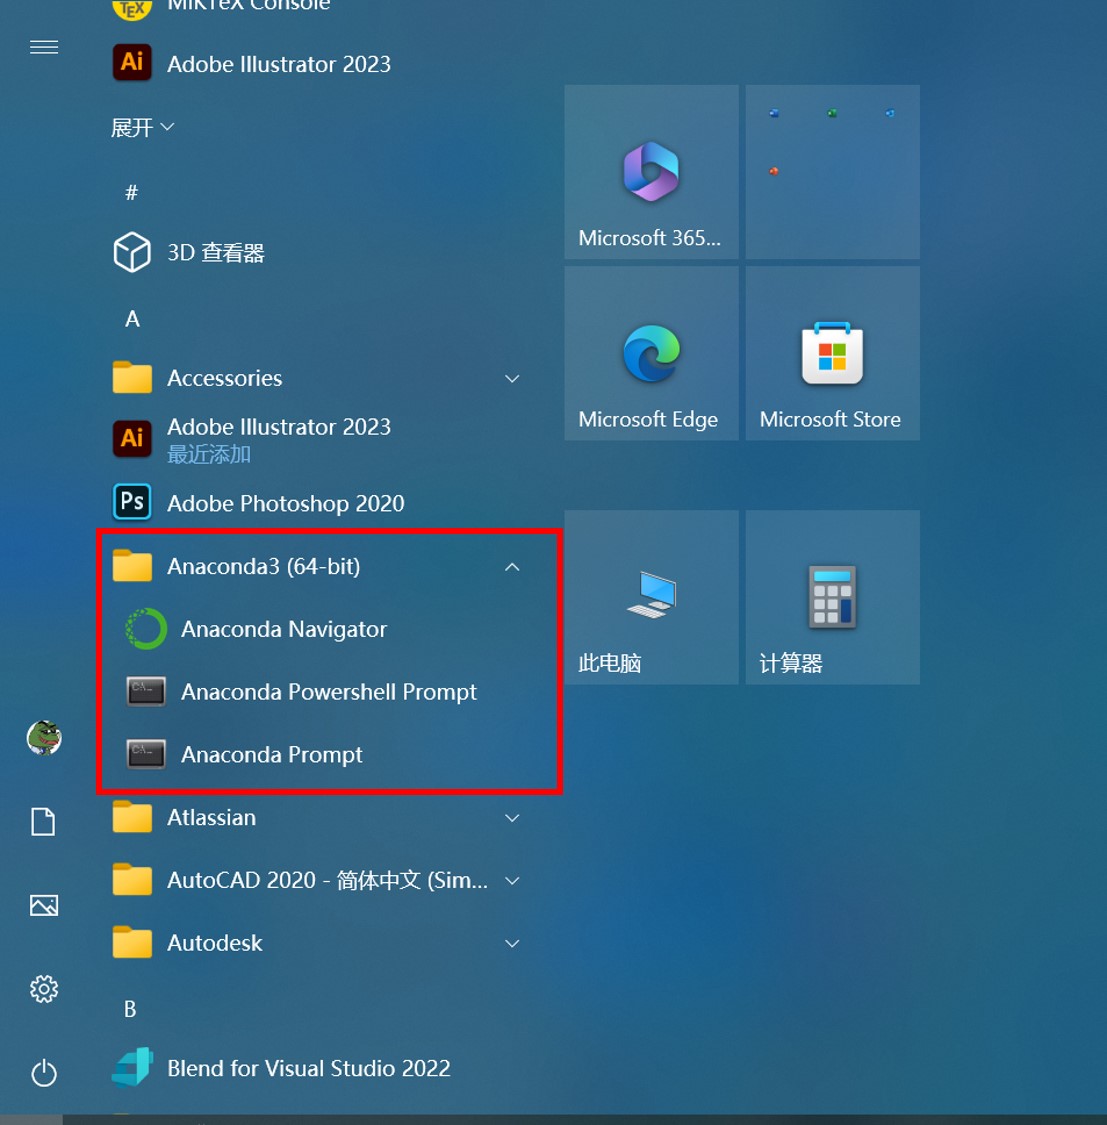 MiKTeX Console
Adobe Illustrator 2023
展开
#
3D 查看器
A
Accessories
Adobe Illustrator 2023
最近添加
Adobe Photoshop 2020
Anaconda3 (64-bit)
Anaconda Navigator
Anaconda Powershell Prompt
Anaconda Prompt
Atlassian
AutoCAD 2020 - 简体中文 (Sim...
Autodesk
B
Blend for Visual Studio 2022
Microsoft 365...
Microsoft Edge
Microsoft Store
此电脑
计算器